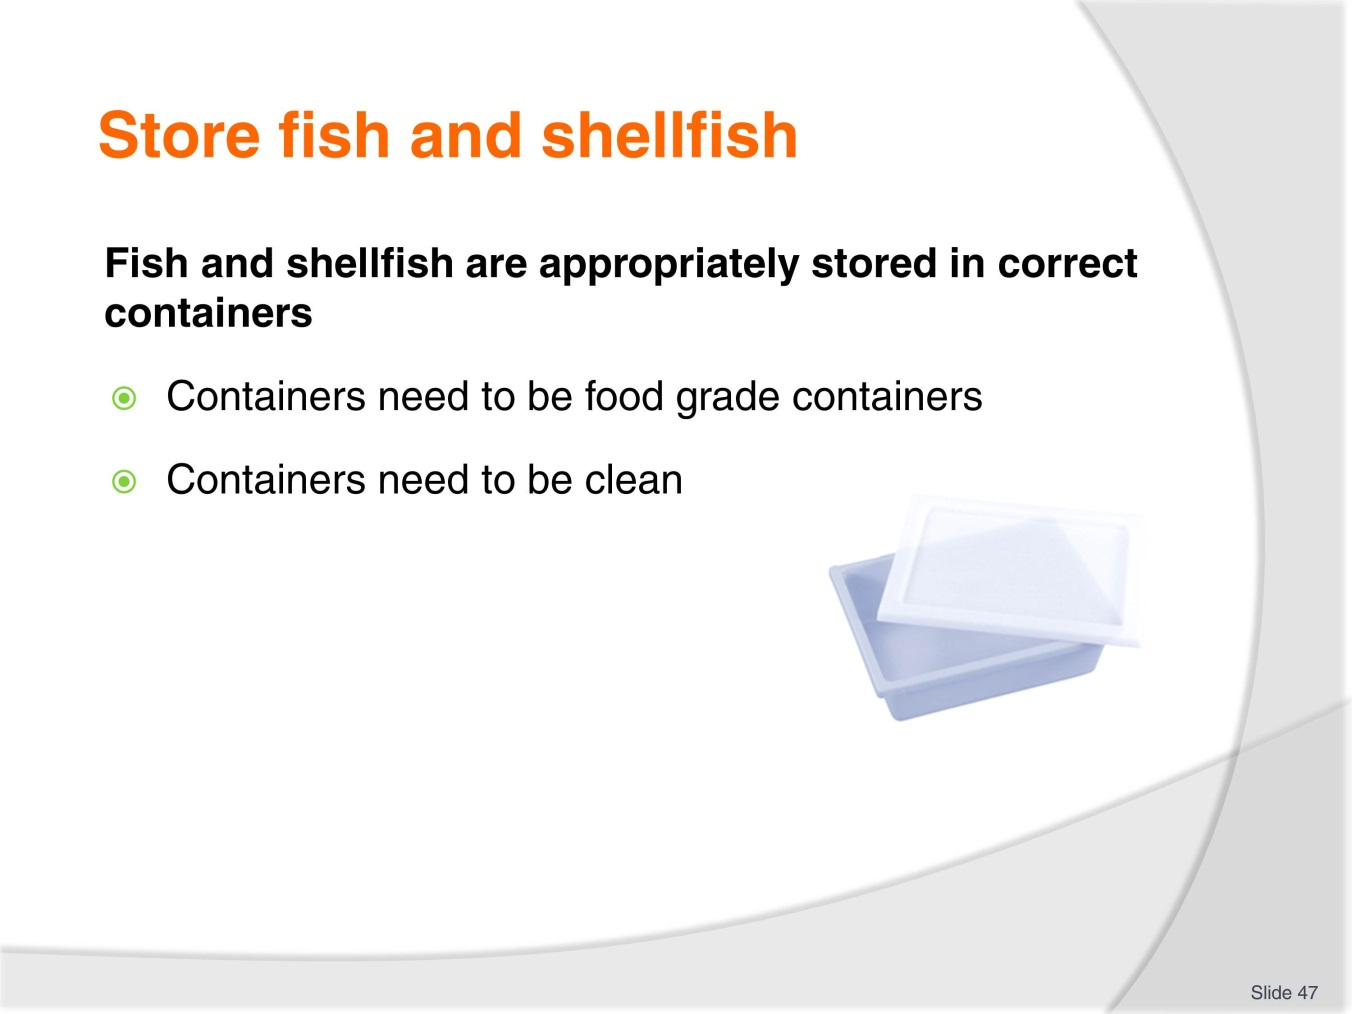 Store fish and shellfish
Fish and shellfish are appropriately stored in correct
containers
Containers need to be food grade containers
Containers need to be clean
Slide 47